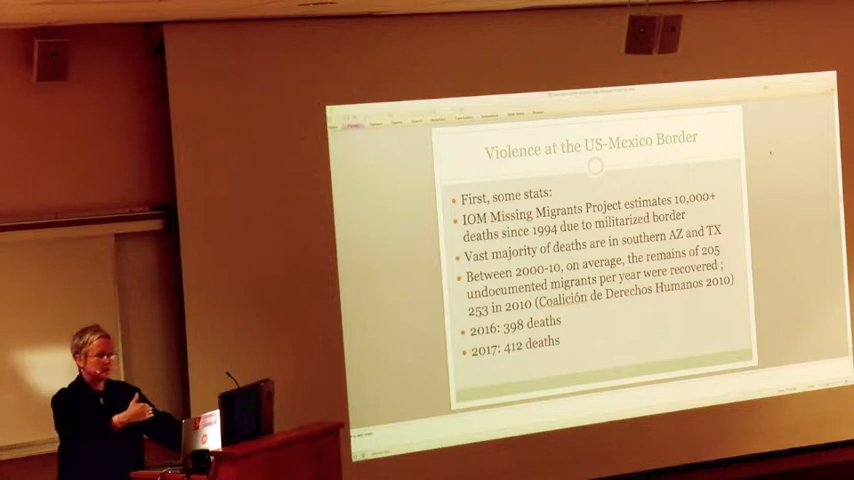 Violence at the US-Mexico Border
First, some stats:
IOM Missing Migrants Project estimates 10,000+
deaths since 1994 due to militarized border
Vast majority of deaths are in southern AZ and TX
Between 2000-10, on average, the remains of 205
undocumented migrants per year were recovered ;
253 in 2010 (Coalición de Derechos Humanos 2010)
2016: 398 deaths
2017: 412 deaths